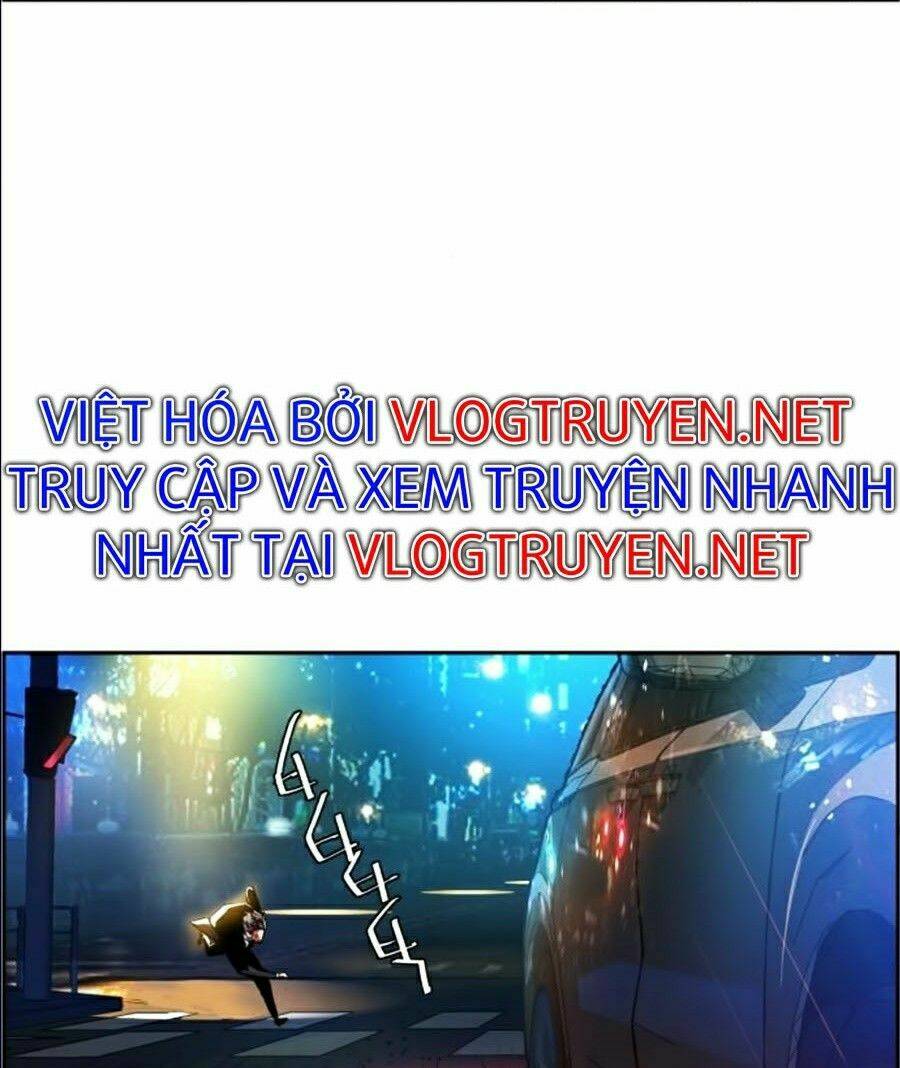 VIỆT HÓA BỞI VLOGTRUYEN.NET
TRUY CẬP VÀ XEM TRUYỆN NHANH
NHẤT TẠI VLOGTRUYEN.NET